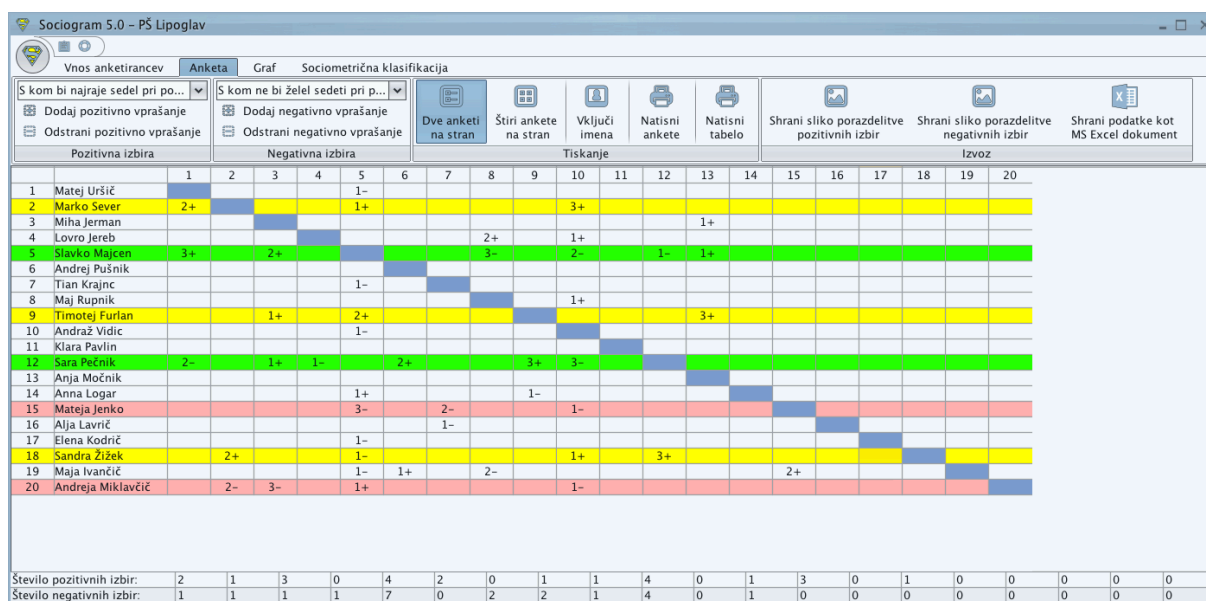 Sociogram 5.0 – PŠ Lipoglav
Vnos anketirancev Anketa Graf Sociometrična klasifikacija
S kom bi najraje sedel pri po... S kom ne bi želel sedeti pri p...
Dodaj pozitivno vprašanje Dodaj negativno vprašanje
Odstrani pozitivno vprašanje Odstrani negativno vprašanje
Dve anketi na stran Štiri ankete na stran Vključi imena Natisni ankete Natisni tabelo Shrani sliko porazdelitve pozitivnih izbir Shrani sliko porazdelitve negativnih izbir Shrani podatke kot MS Excel dokument
Pozitivna izbira Negativna izbira Tiskanje Izvoz
1 2 3 4 5 6 7 8 9 10 11 12 13 14 15 16 17 18 19 20
1 Matej Uršič 1–
2 Marko Sever 2+ 1+ 3+
3 Miha Jerman 1+
4 Lovro Jereb 2+ 1+
5 Slavko Majcen 3+ 2+ 3– 2– 1– 1+
6 Andrej Pušnik
7 Tian Krajnc 1–
8 Maj Rupnik 1+
9 Timotej Furlan 1+ 2+ 3+
10 Andraž Vidic 1–
11 Klara Pavlin
12 Sara Pečnik 2– 1+ 1– 2+ 3+ 3–
13 Anja Močnik
14 Anna Logar 1+ 1–
15 Mateja Jenko 3– 2– 1–
16 Alja Lavrič 1–
17 Elena Kodrič 1–
18 Sandra Žižek 2+ 1– 1+ 3+
19 Maja Ivančič 1– 1+ 2– 2+
20 Andreja Miklavčič 2– 3– 1+ 1–
Število pozitivnih izbir: 2 1 3 0 4 2 0 1 1 4 0 1 3 0 1 0 0 0 0 0
Število negativnih izbir: 1 1 1 1 7 0 2 2 1 4 0 1 0 0 0 0 0 0 0 0